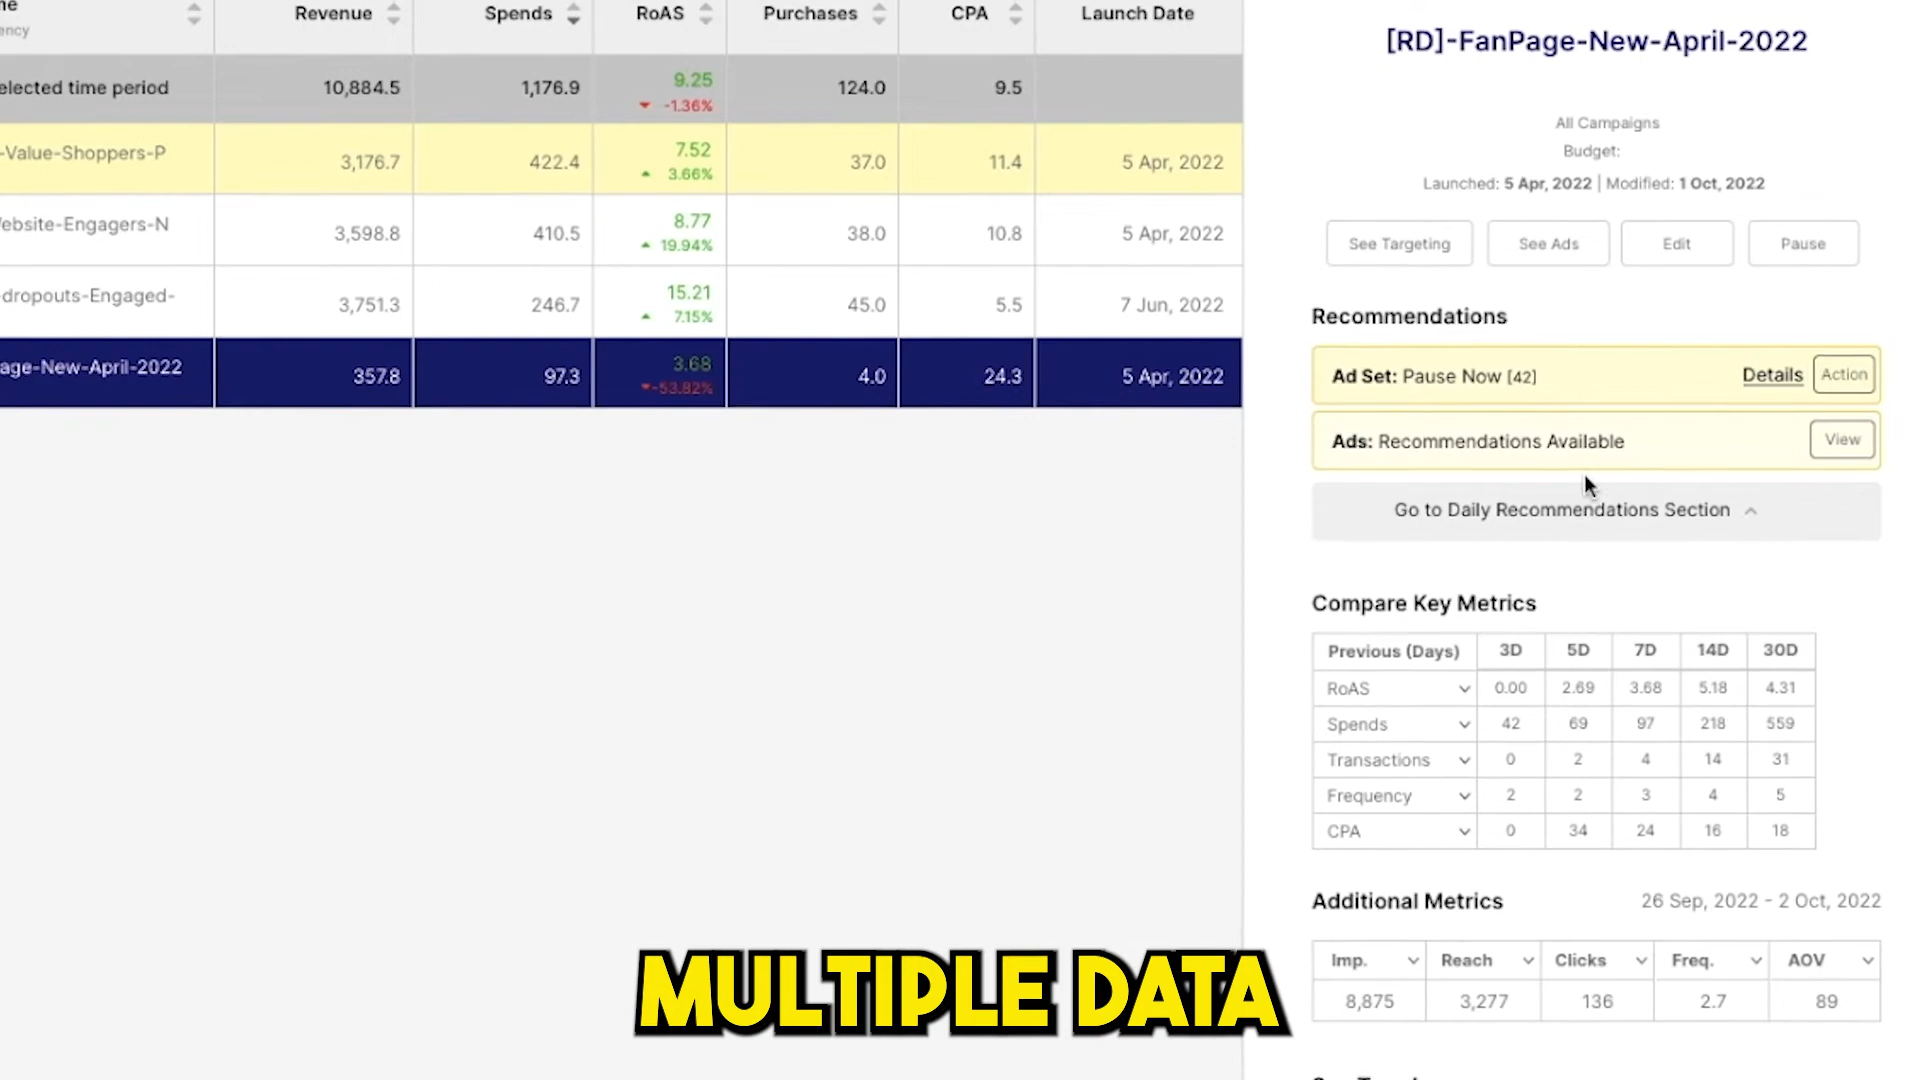 me Revenue Spends RoAS Purchases CPA Launch Date
ency
elected time period 10,884.5 1,176.9 9.25 124.0 9.5
-1.36%
-Value-Shoppers-P 3,176.7 422.4 7.52 37.0 11.4 5 Apr, 2022
3.66%
Website-Engagers-N 3,598.8 410.5 8.77 38.0 10.8 5 Apr, 2022
19.94%
dropouts-Engaged- 3,751.3 246.7 15.21 45.0 5.5 7 Jun, 2022
7.15%
age-New-April-2022 357.8 97.3 3.68 4.0 24.3 5 Apr, 2022
-53.82%
[RD]-FanPage-New-April-2022
All Campaigns
Budget:
Launched: 5 Apr, 2022 | Modified: 1 Oct, 2022
See Targeting See Ads Edit Pause
Recommendations
Ad Set: Pause Now [42] Details Action
Ads: Recommendations Available View
Go to Daily Recommendations Section
Compare Key Metrics
Previous (Days) 3D 5D 7D 14D 30D
RoAS 0.00 2.69 3.68 5.18 4.31
Spends 42 69 97 218 559
Transactions 0 2 4 14 31
Frequency 2 2 3 4 5
CPA 0 34 24 16 18
Additional Metrics 26 Sep, 2022 - 2 Oct, 2022
Imp. Reach Clicks Freq. AOV
8,875 3,277 136 2.7 89
MULTIPLE DATA